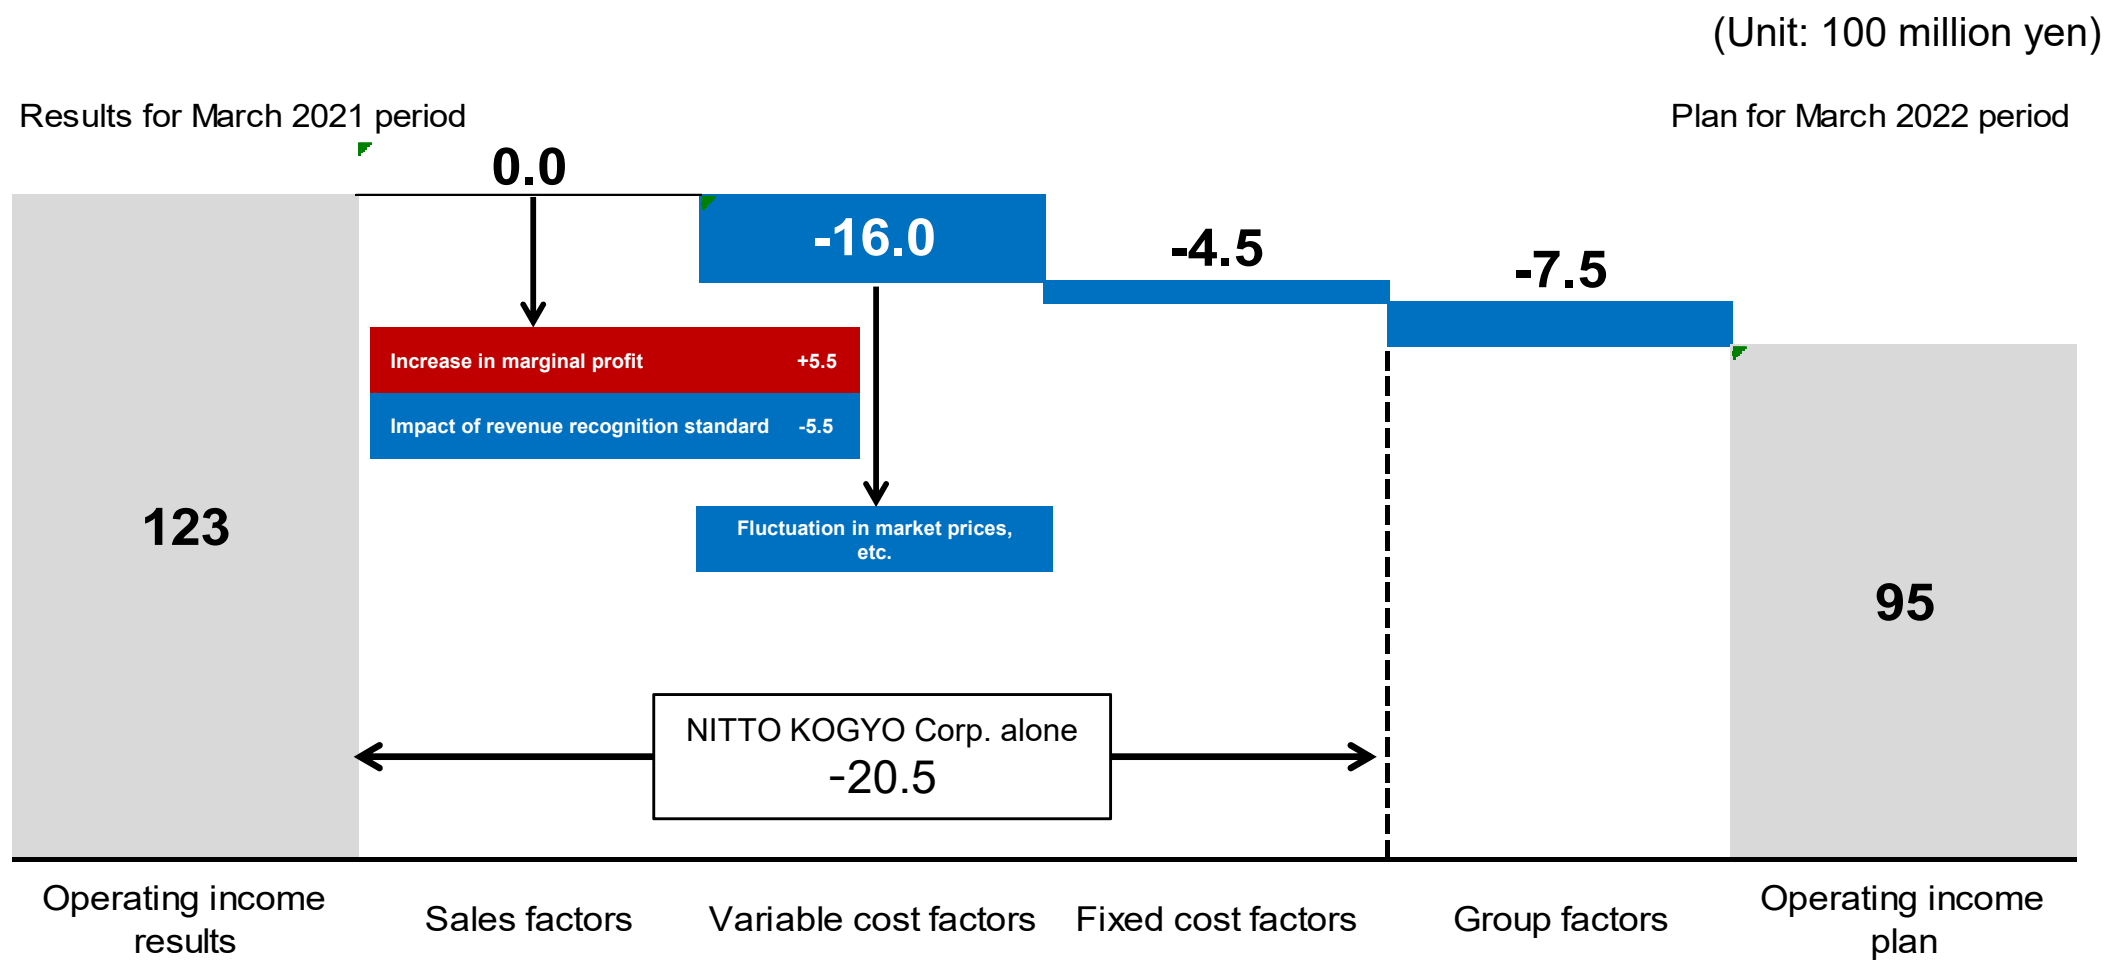 (Unit: 100 million yen)
Results for March 2021 period
Plan for March 2022 period
0.0
-16.0
-4.5
-7.5
Increase in marginal profit +5.5
Impact of revenue recognition standard -5.5
123
Fluctuation in market prices,
etc.
95
NITTO KOGYO Corp. alone
-20.5
Operating income
results
Sales factors
Variable cost factors
Fixed cost factors
Group factors
Operating income
plan